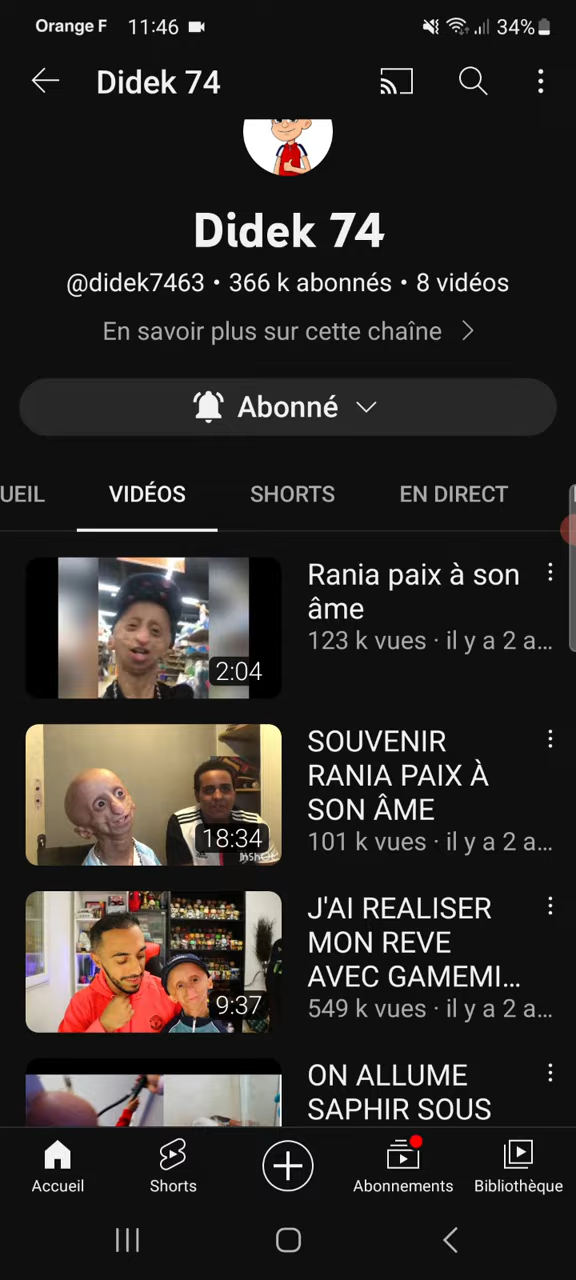 Orange F 11:46 34%
Didek 74
Didek 74
@didek7463 • 366 k abonnés • 8 vidéos
En savoir plus sur cette chaîne
Abonné
UEIL VIDÉOS SHORTS EN DIRECT
Rania paix à son
âme
123 k vues · il y a 2 a...
2:04
SOUVENIR
RANIA PAIX À
SON ÂME
101 k vues · il y a 2 a...
18:34
InShOt
J'AI REALISER
MON REVE
AVEC GAMEMI...
549 k vues · il y a 2 a...
9:37
ON ALLUME
SAPHIR SOUS
Accueil Shorts Abonnements Bibliothèque